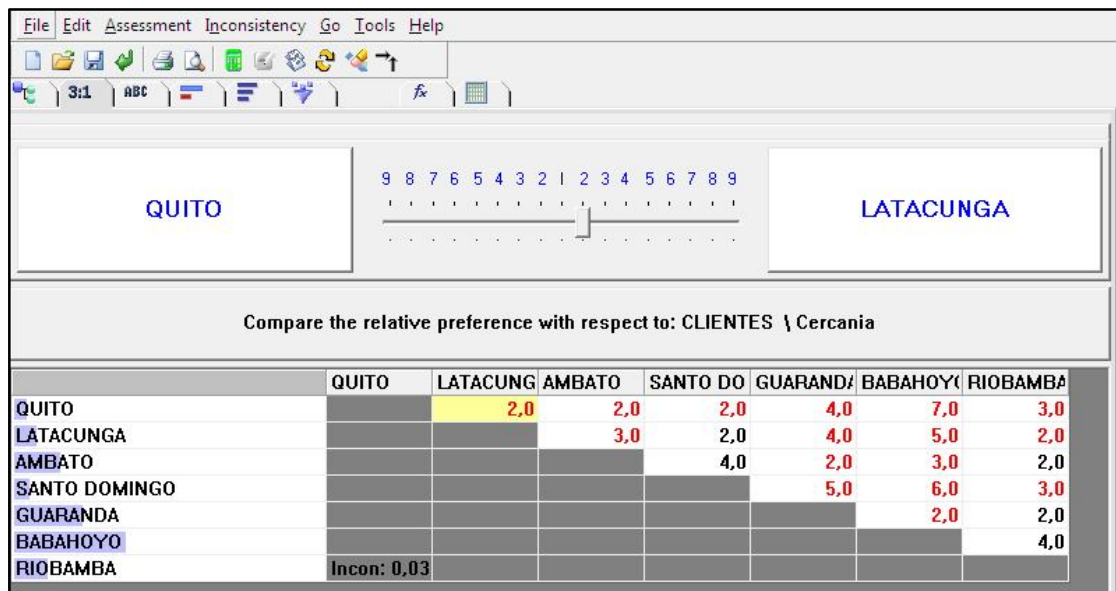 File Edit Assessment Inconsistency Go Tools Help
3:1 ABC fx
9 8 7 6 5 4 3 2 | 2 3 4 5 6 7 8 9
QUITO LATACUNGA
Compare the relative preference with respect to: CLIENTES \ Cercania
QUITO LATACUNG AMBATO SANTO DO GUARAND BABAHOY RIOBAMBA
QUITO 2,0 2,0 2,0 4,0 7,0 3,0
LATACUNGA 3,0 2,0 4,0 5,0 2,0
AMBATO 4,0 2,0 3,0 2,0
SANTO DOMINGO 5,0 6,0 3,0
GUARANDA 2,0 2,0
BABAHOYO 4,0
RIOBAMBA Incon: 0,03